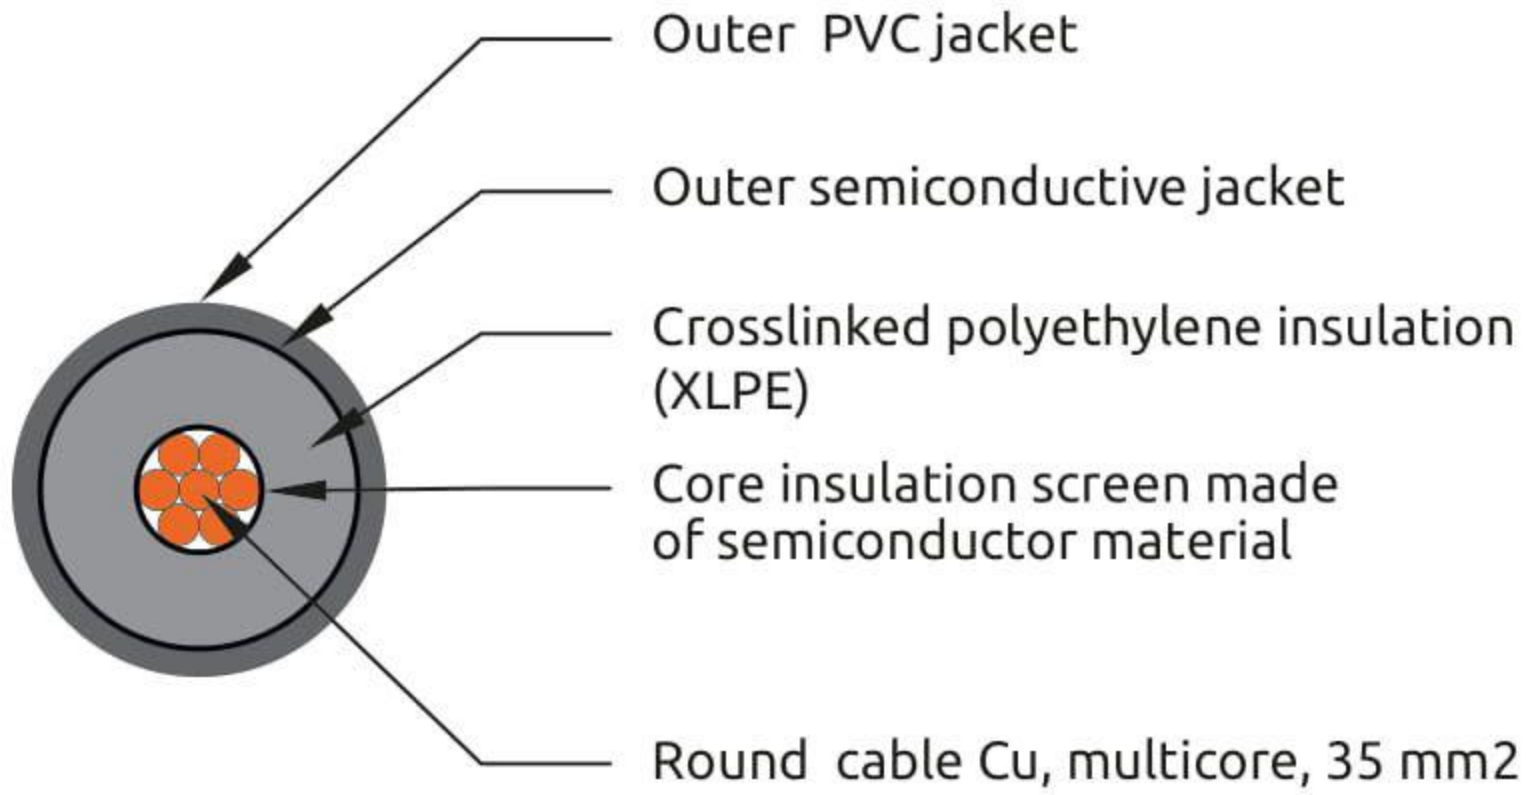 Outer PVC jacket
Outer semiconductive jacket
Crosslinked polyethylene insulation
(XLPE)
Core insulation screen made
of semiconductor material
Round cable Cu, multicore, 35 mm2